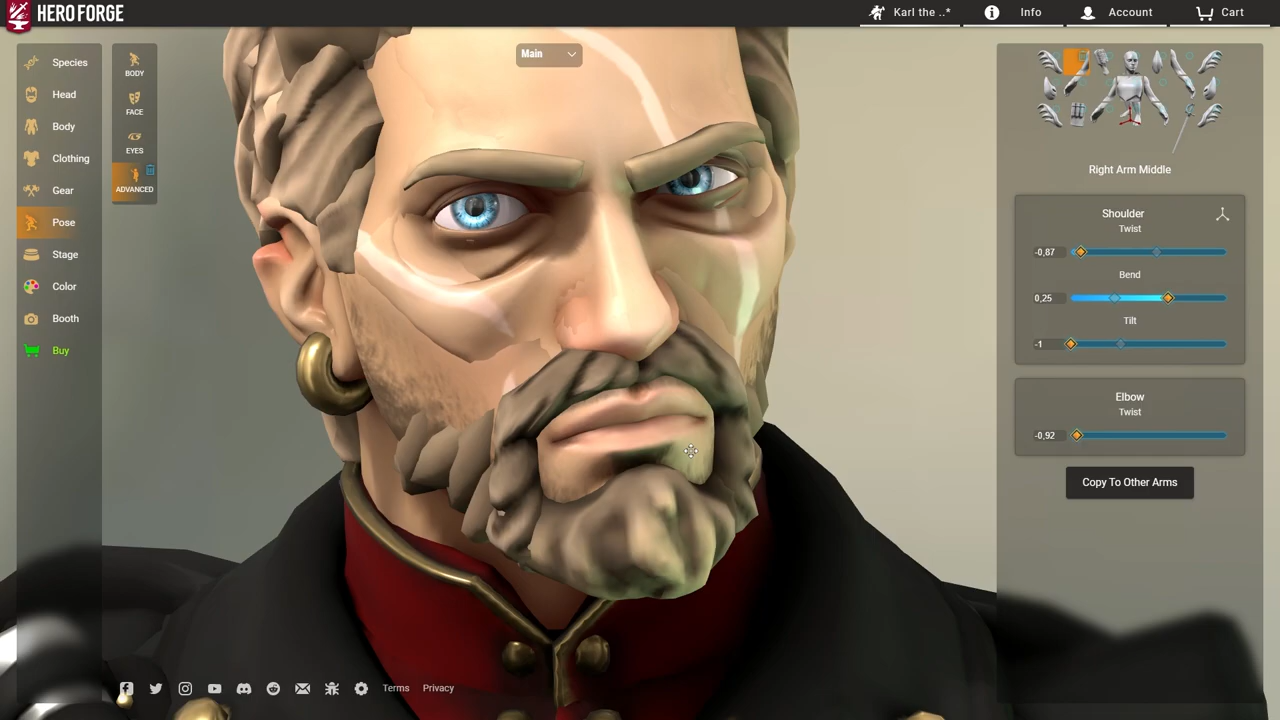 HERO FORGE
Karl the ..*
Info
Account
Cart
Species
Head
Body
Clothing
Gear
Pose
Stage
Color
Booth
Buy
BODY
FACE
EYES
ADVANCED
Main
Right Arm Middle
Shoulder
Twist
-0,87
Bend
0,25
Tilt
-1
Elbow
Twist
-0,92
Copy To Other Arms
Terms
Privacy